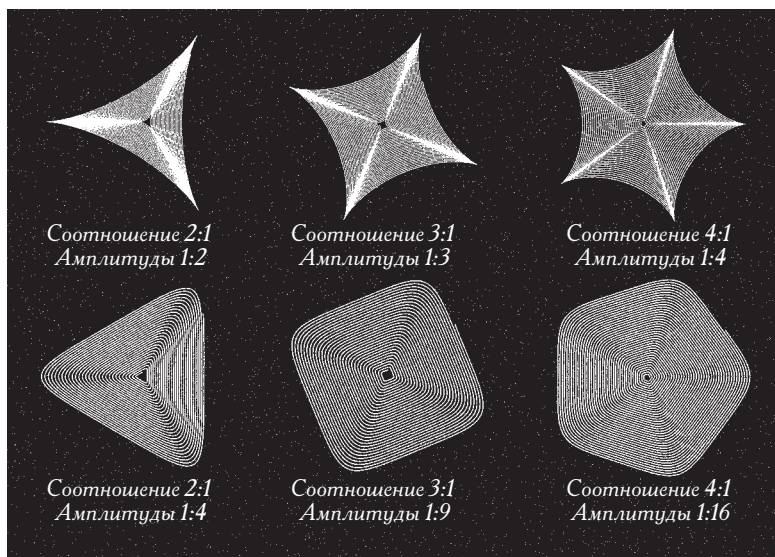 Соотношение 2:1
Амплитуды 1:2
Соотношение 3:1
Амплитуды 1:3
Соотношение 4:1
Амплитуды 1:4
Соотношение 2:1
Амплитуды 1:4
Соотношение 3:1
Амплитуды 1:9
Соотношение 4:1
Амплитуды 1:16